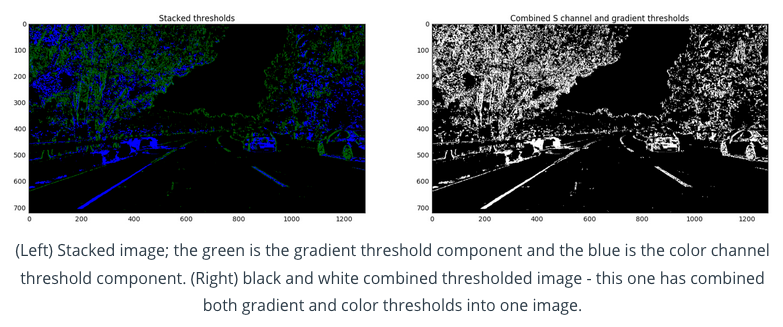 Stacked thresholds
0
100
200
300
400
500
600
700
0 200 400 600 800 1000 1200
Combined S channel and gradient thresholds
0
100
200
300
400
500
600
700
0 200 400 600 800 1000 1200
(Left) Stacked image; the green is the gradient threshold component and the blue is the color channel
threshold component. (Right) black and white combined thresholded image - this one has combined
both gradient and color thresholds into one image.